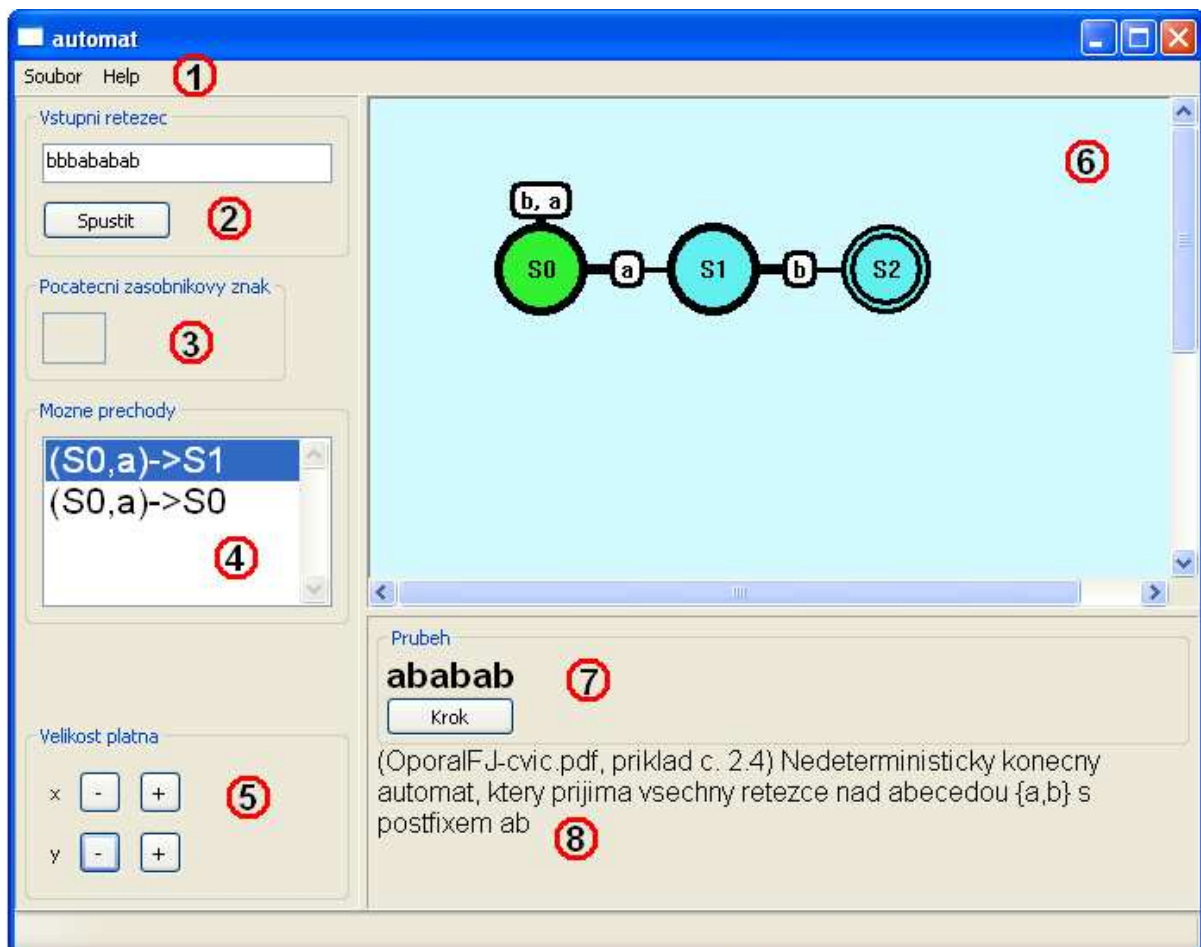 automat
Soubor Help 1
Vstupni retezec
bbbababab
Spustit 2
Pocatecni zasobnikovy znak
3
Mozne prechody
(S0,a)->S1
(S0,a)->S0
4
Velikost platna
x - + 5
y - +
6
b, a
S0 a S1 b S2
Prubeh
ababab 7
Krok
(OporaIFJ-cvic.pdf, priklad c. 2.4) Nedeterministicky konecny
automat, ktery prijima vsechny retezce nad abecedou {a,b} s
postfixem ab
8